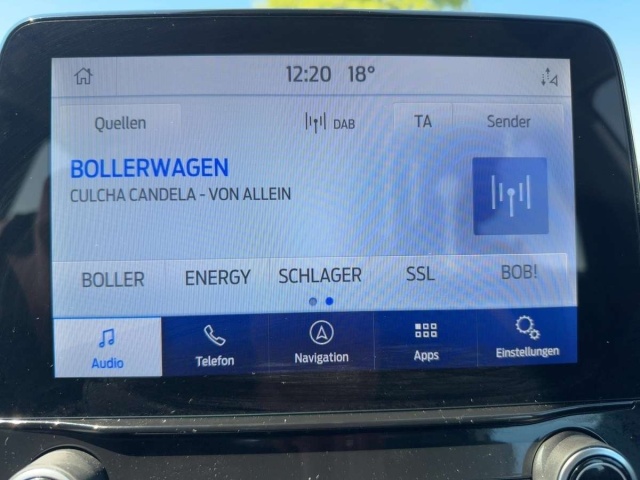 12:20 18°
Quellen DAB TA Sender
BOLLERWAGEN
CULCHA CANDELA - VON ALLEIN
BOLLER ENERGY SCHLAGER SSL BOB!
Audio Telefon Navigation Apps Einstellungen